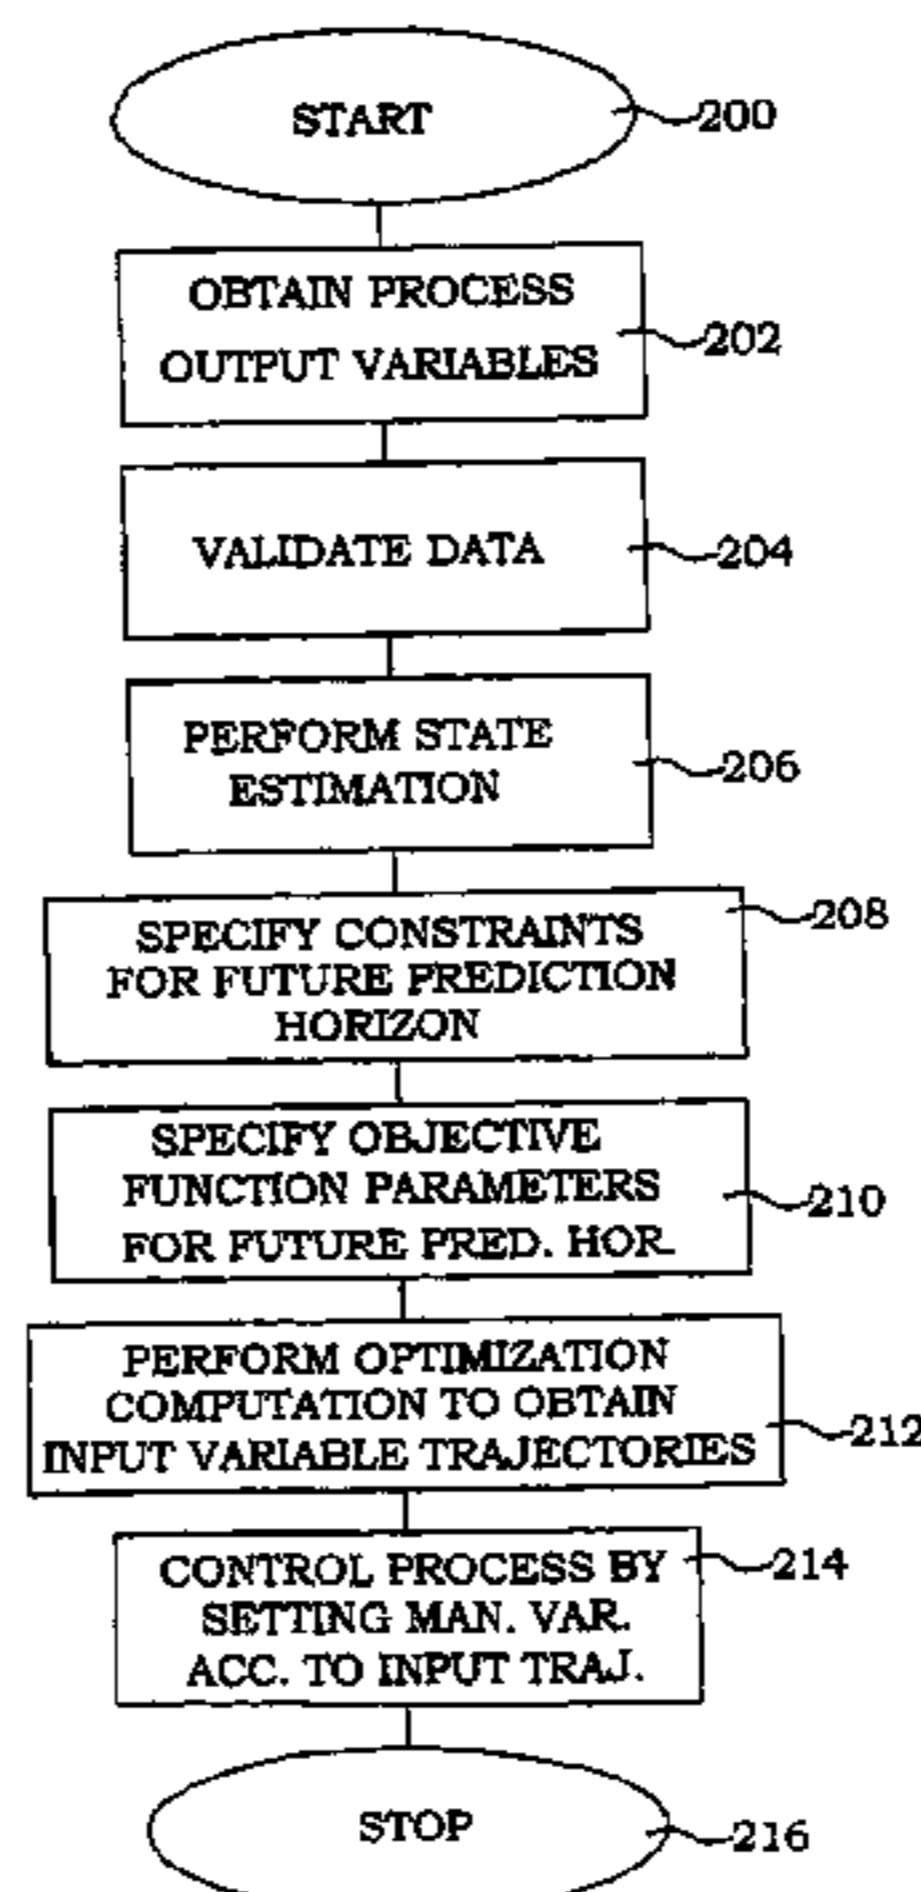 START
200
OBTAIN PROCESS
OUTPUT VARIABLES
202
VALIDATE DATA
204
PERFORM STATE
ESTIMATION
206
SPECIFY CONSTRAINTS
FOR FUTURE PREDICTION
HORIZON
208
SPECIFY OBJECTIVE
FUNCTION PARAMETERS
FOR FUTURE PRED. HOR.
210
PERFORM OPTIMIZATION
COMPUTATION TO OBTAIN
INPUT VARIABLE TRAJECTORIES
212
CONTROL PROCESS BY
SETTING MAN. VAR.
ACC. TO INPUT TRAJ.
214
STOP
216